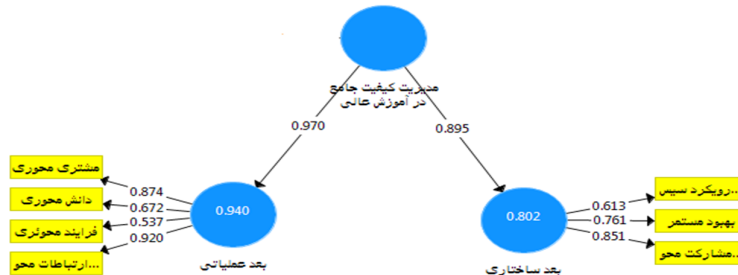 مدیریت کیفیت جامع
در آموزش عالی
0.970
0.895
مشتری محوری
دانش محوری
فرایند محوئری
...ارتباطات محو
0.874
0.672
0.537
0.920
0.940
بعد عملیاتی
0.802
بعد ساختاری
0.613
0.761
0.851
...رویکرد سیس
بهبود مستمر
...مشارکت محو